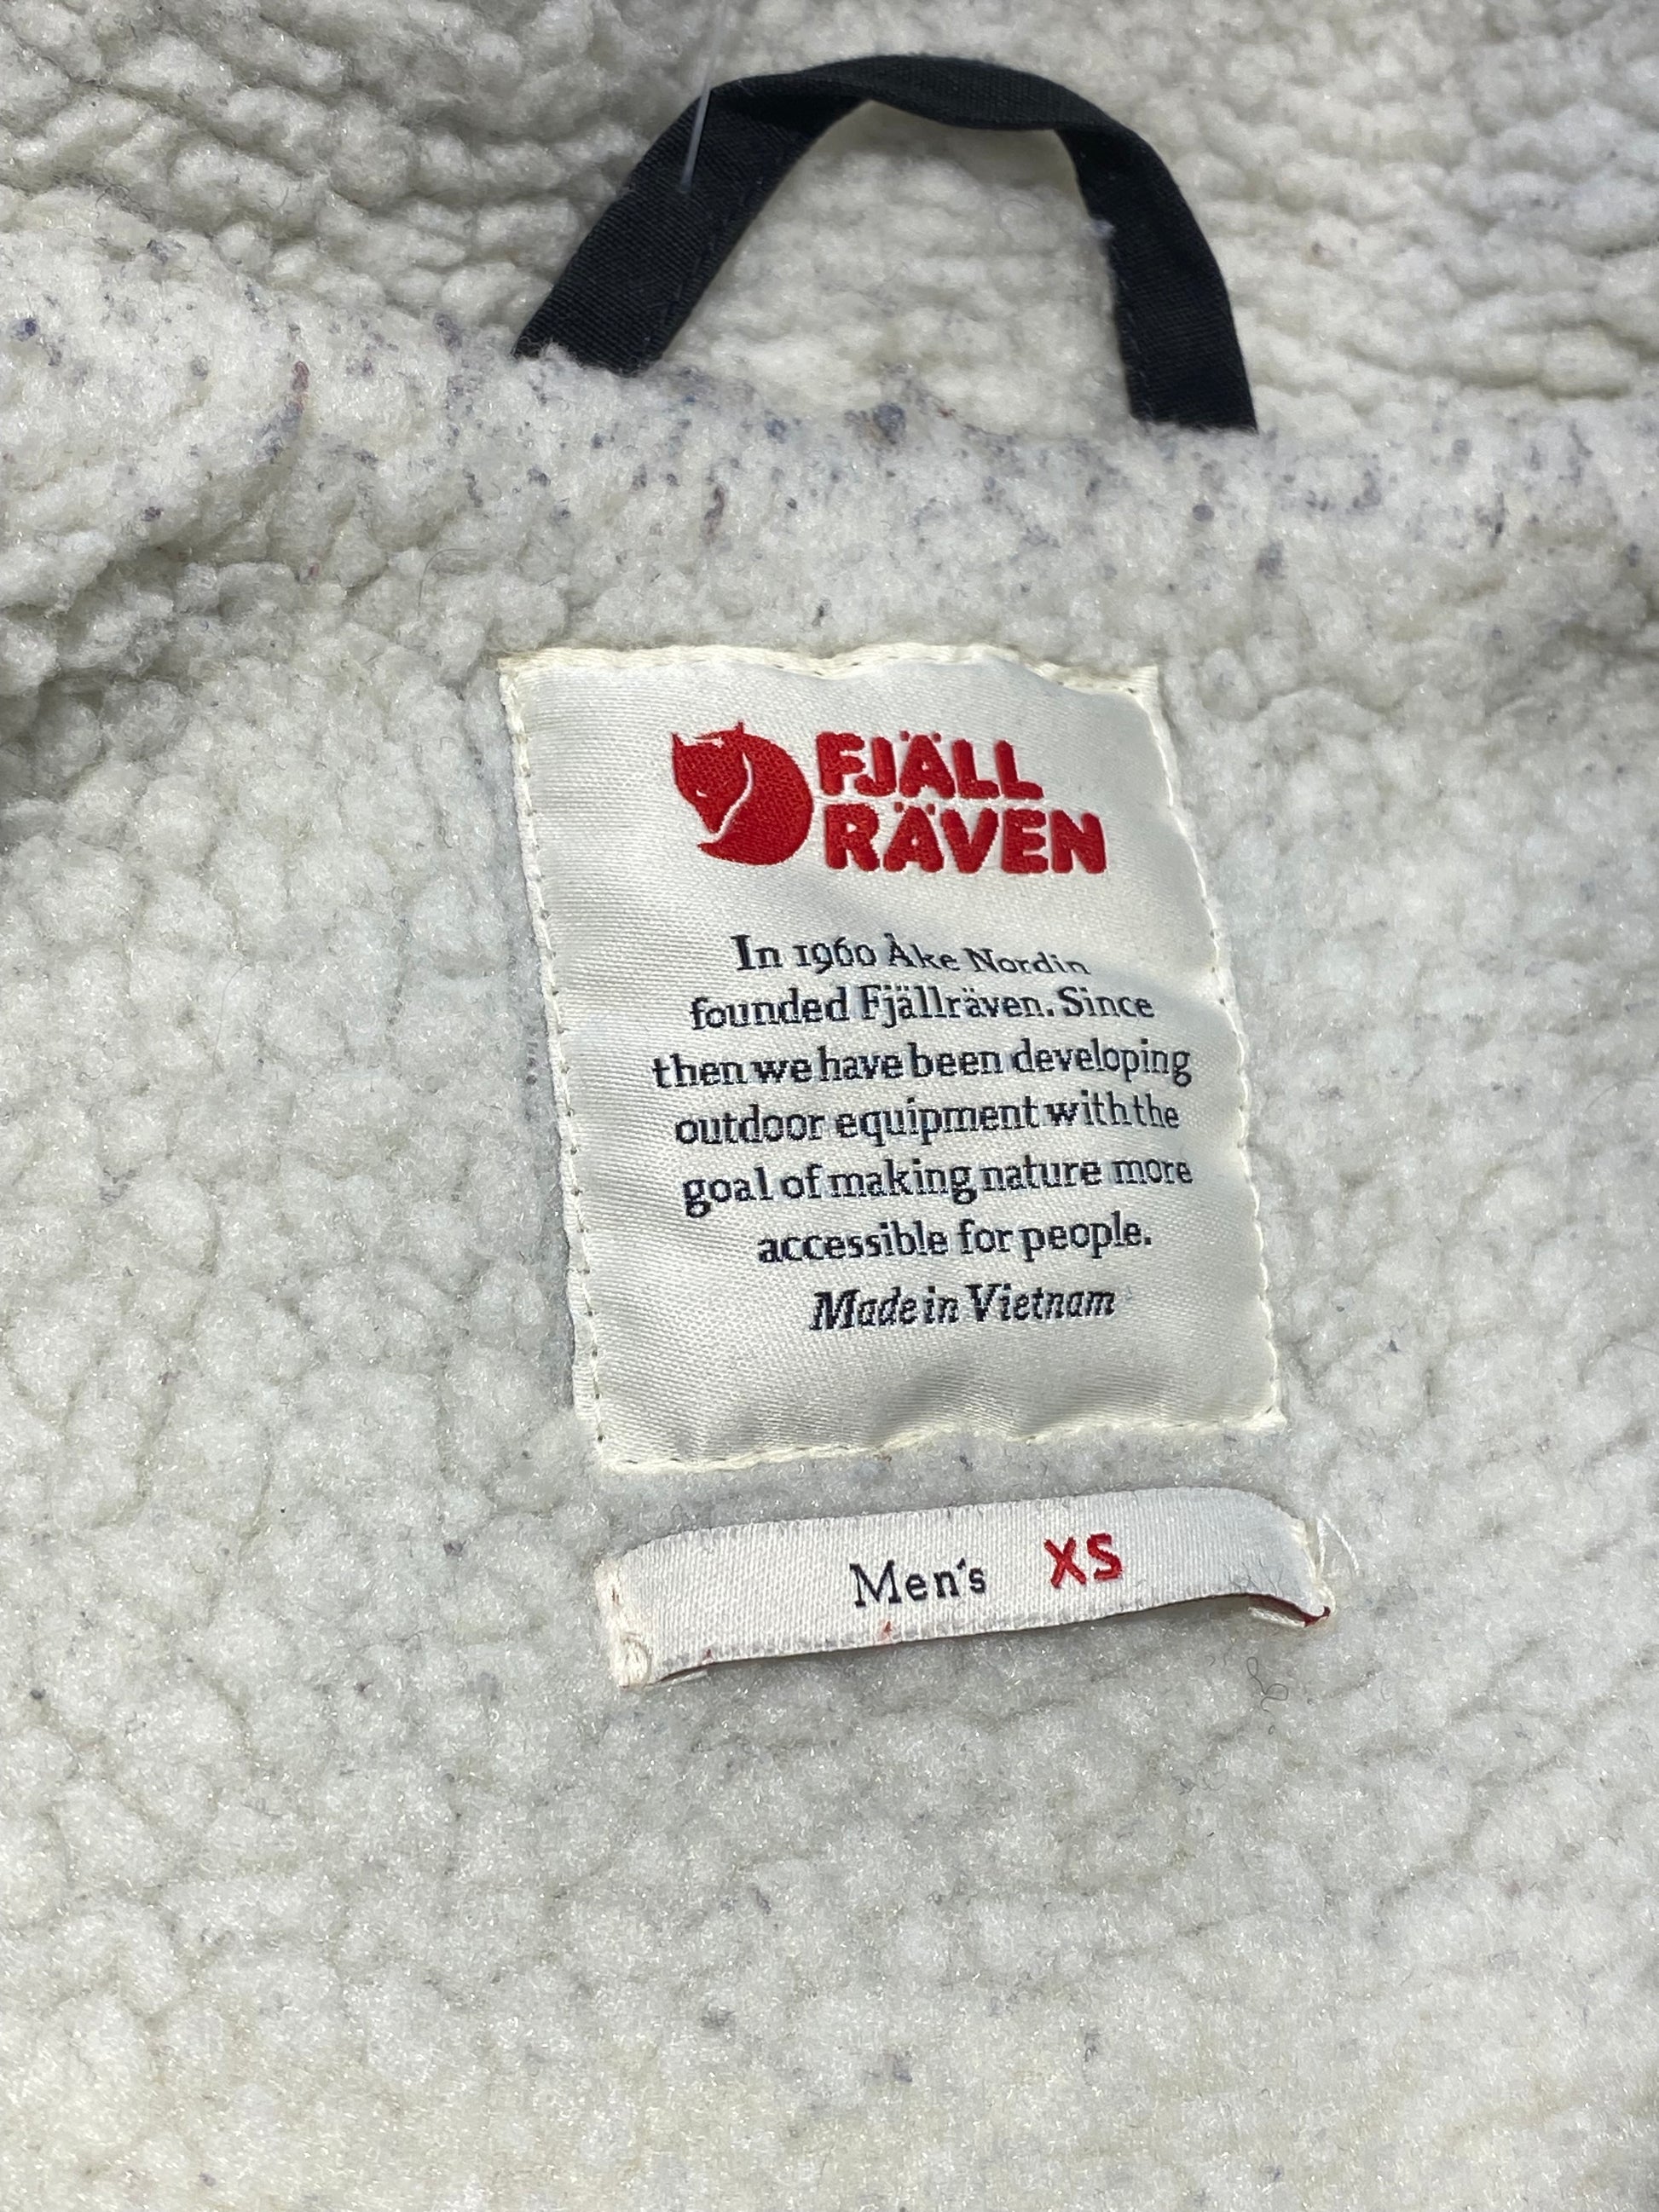 FJÄLL
RÄVEN
In 1960 Åke Nordin
founded Fjällräven. Since
then we have been developing
outdoor equipment with the
goal of making nature more
accessible for people.
Made in Vietnam
Men's XS